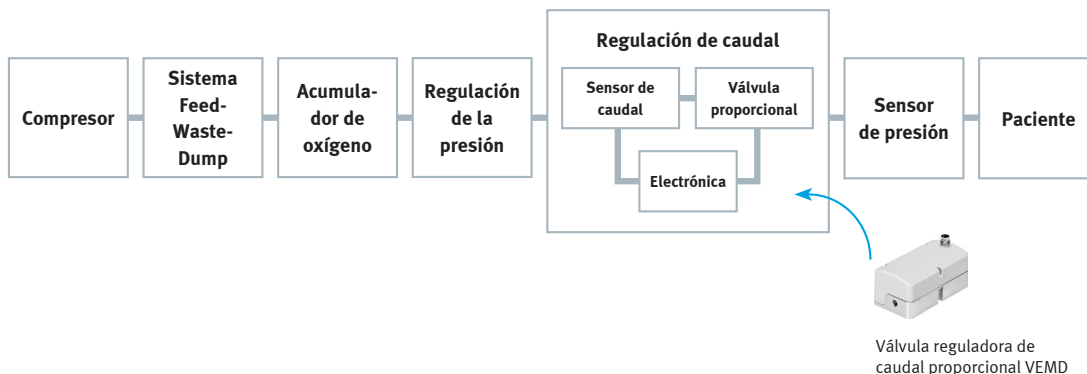 Compresor
Sistema
Feed-
Waste-
Dump
Acumula-
dor de
oxígeno
Regulación
de la
presión
Regulación de caudal
Sensor de
caudal
Válvula
proporcional
Electrónica
Sensor
de presión
Paciente
Válvula reguladora de
caudal proporcional VEMD